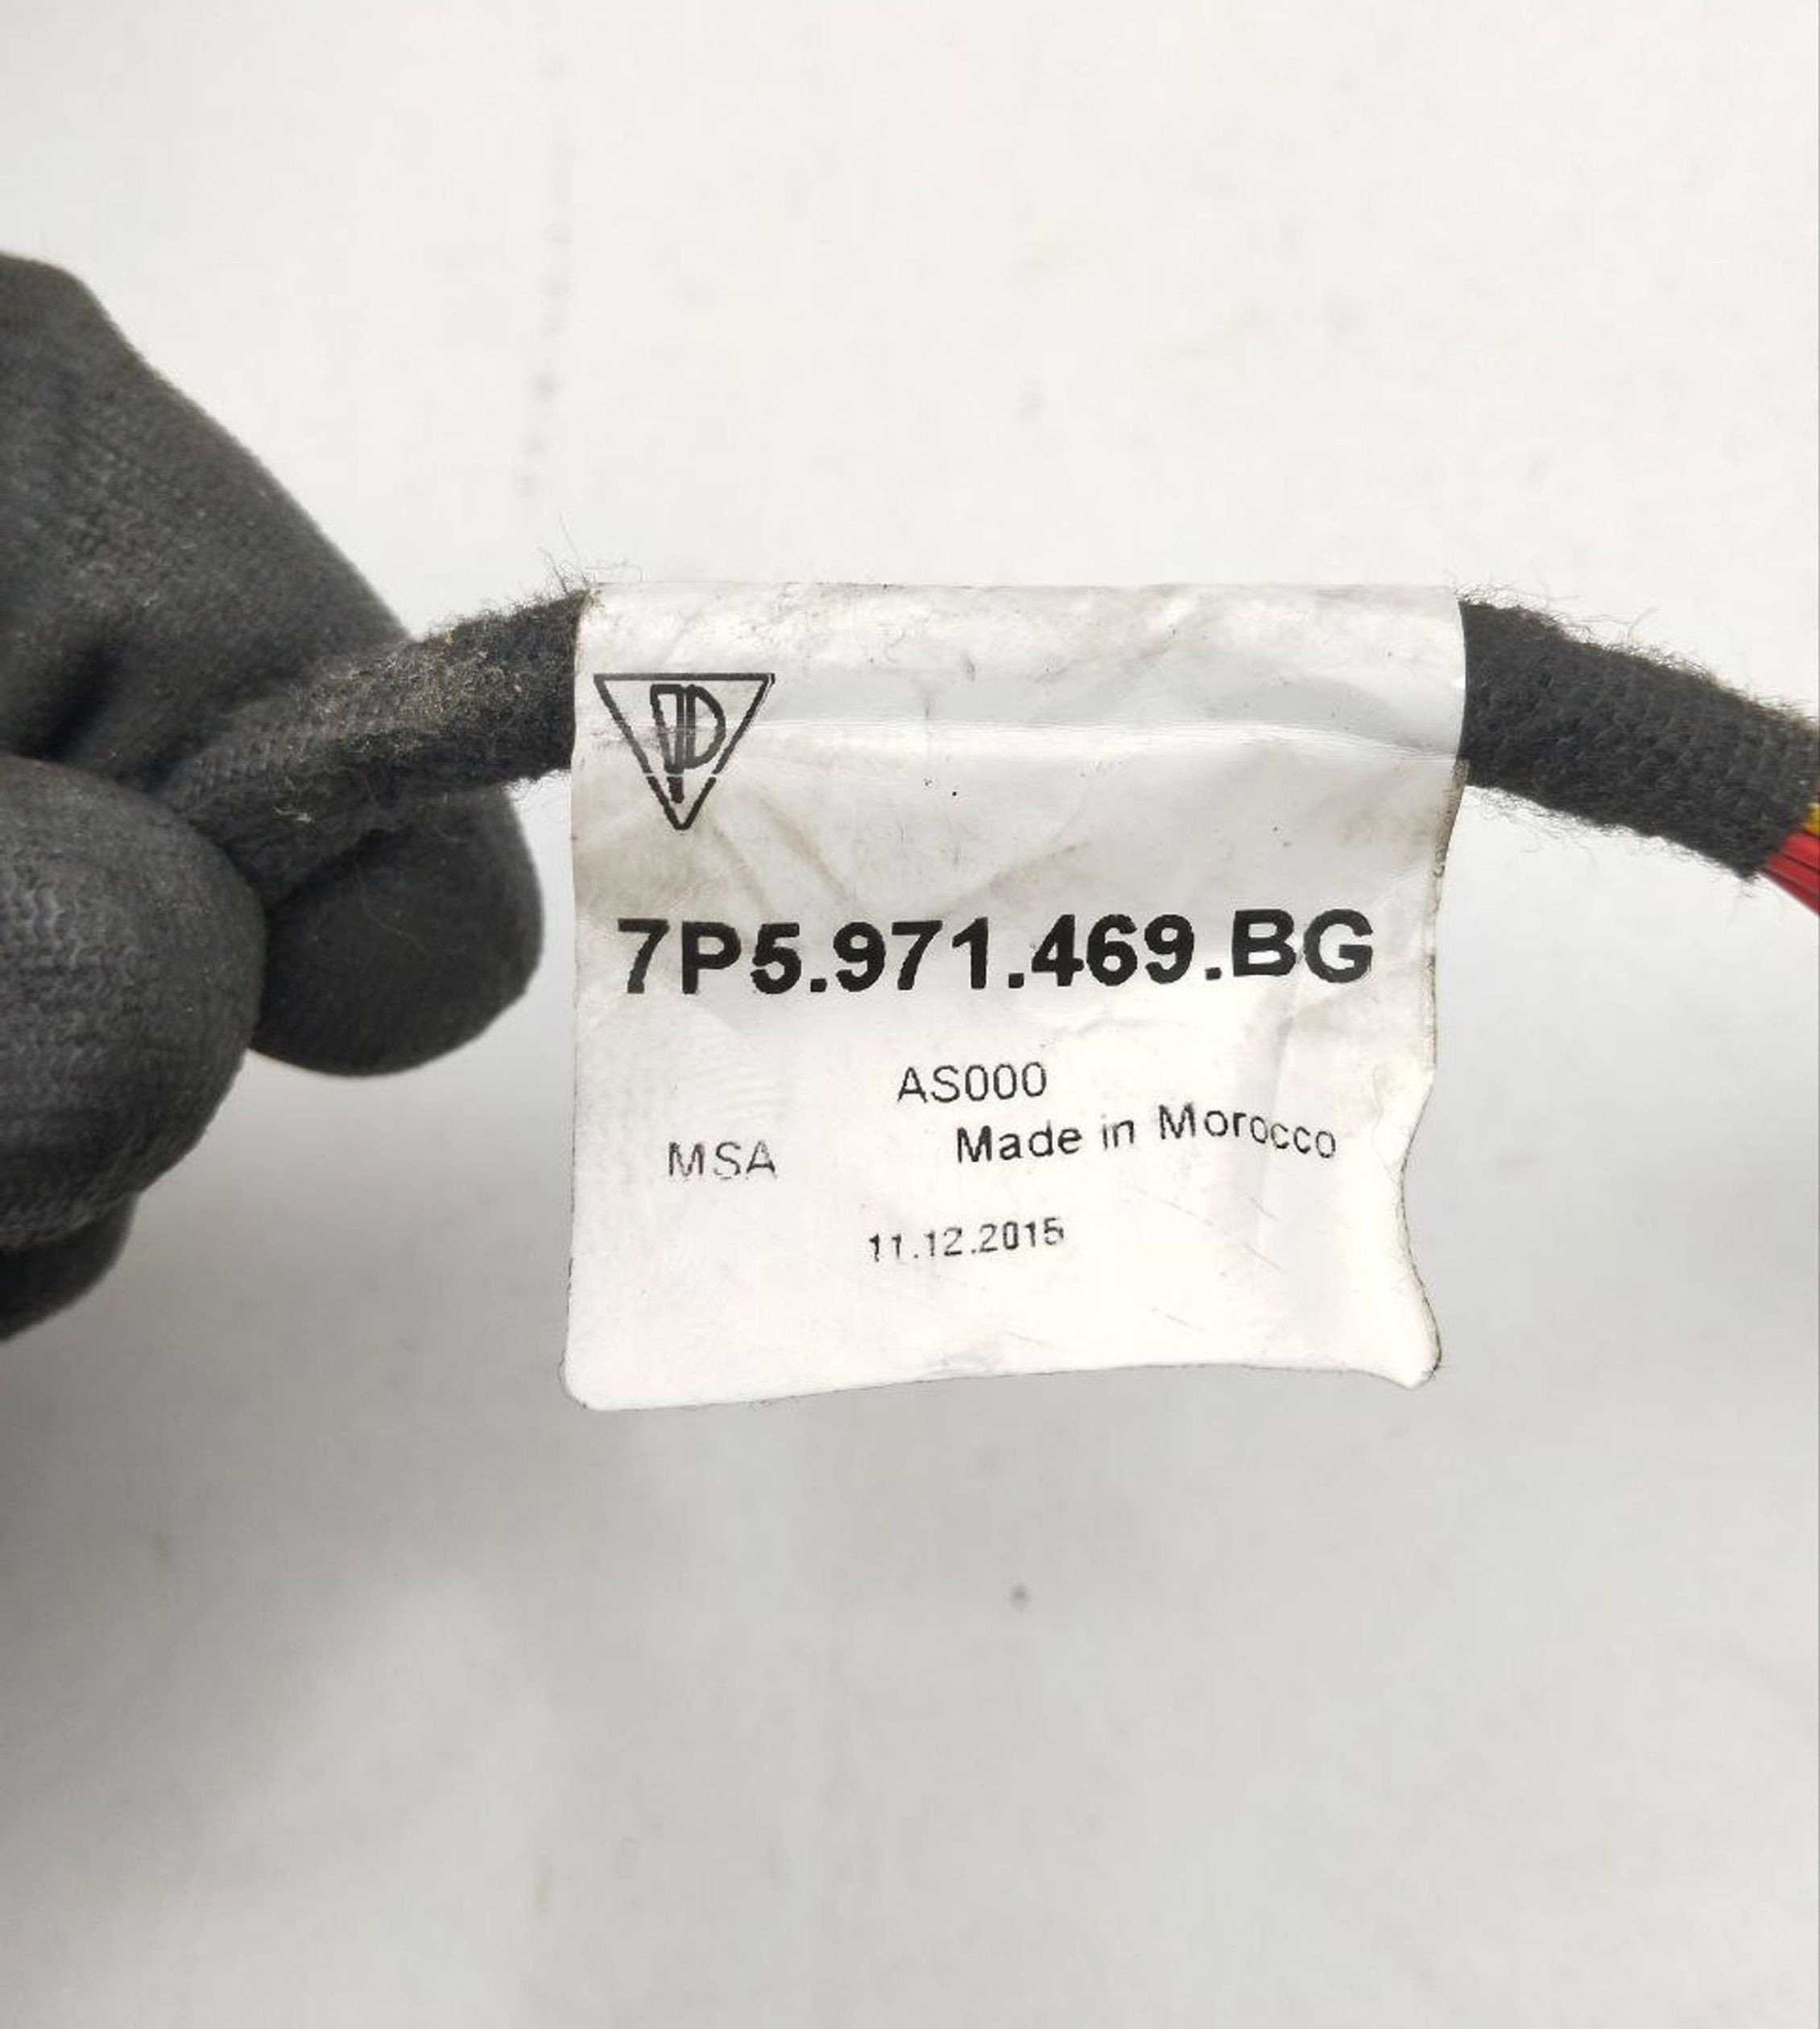 7P5.971.469.BG
AS000
MSA Made in Morocco
11.12.2015